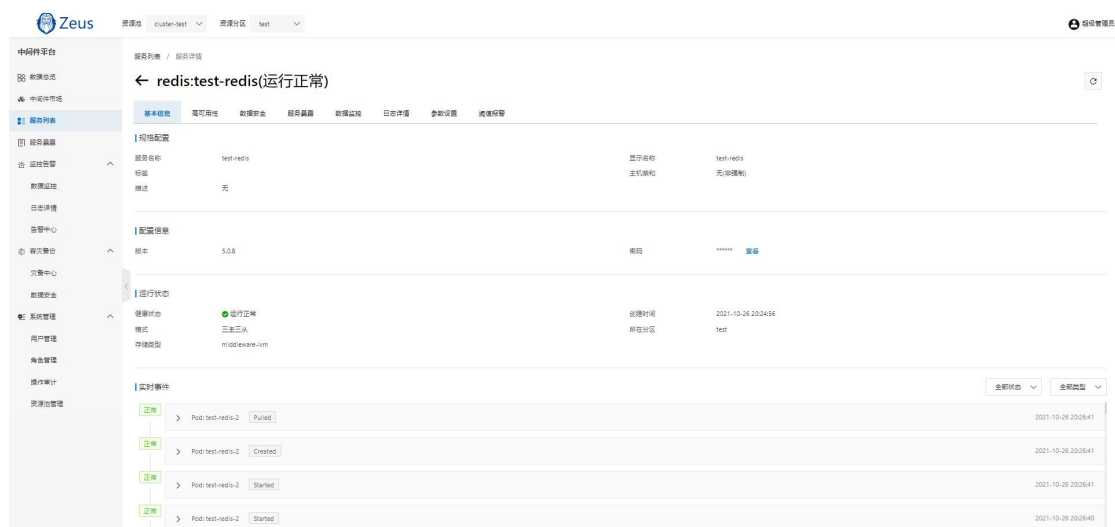 Zeus 资源池 cluster-test 资源分区 test 超级管理员
中间件平台
数据总览
中间件市场
服务列表
服务暴露
监控告警
数据监控
日志详情
告警中心
容灾备份
灾备中心
数据安全
系统管理
用户管理
角色管理
操作审计
资源池管理
服务列表 / 服务详情
← redis:test-redis(运行正常)
基本信息 高可用性 数据安全 服务暴露 数据监控 日志详情 参数设置 阈值报警
规格配置
服务名称 test-redis 显示名称 test-redis
标签 主机亲和 无(非强制)
描述 无
配置信息
版本 5.0.8 密码 ****** 查看
运行状态
健康状态 运行正常 创建时间 2021-10-26 20:24:56
模式 三主三从 所在分区 test
存储类型 middleware-lvm
实时事件 全部状态 全部类型
正常 Pod: test-redis-2 Pulled 2021-10-26 20:26:41
正常 Pod: test-redis-2 Created 2021-10-26 20:26:41
正常 Pod: test-redis-2 Started 2021-10-26 20:26:41
正常 Pod: test-redis-2 Started 2021-10-26 20:26:40